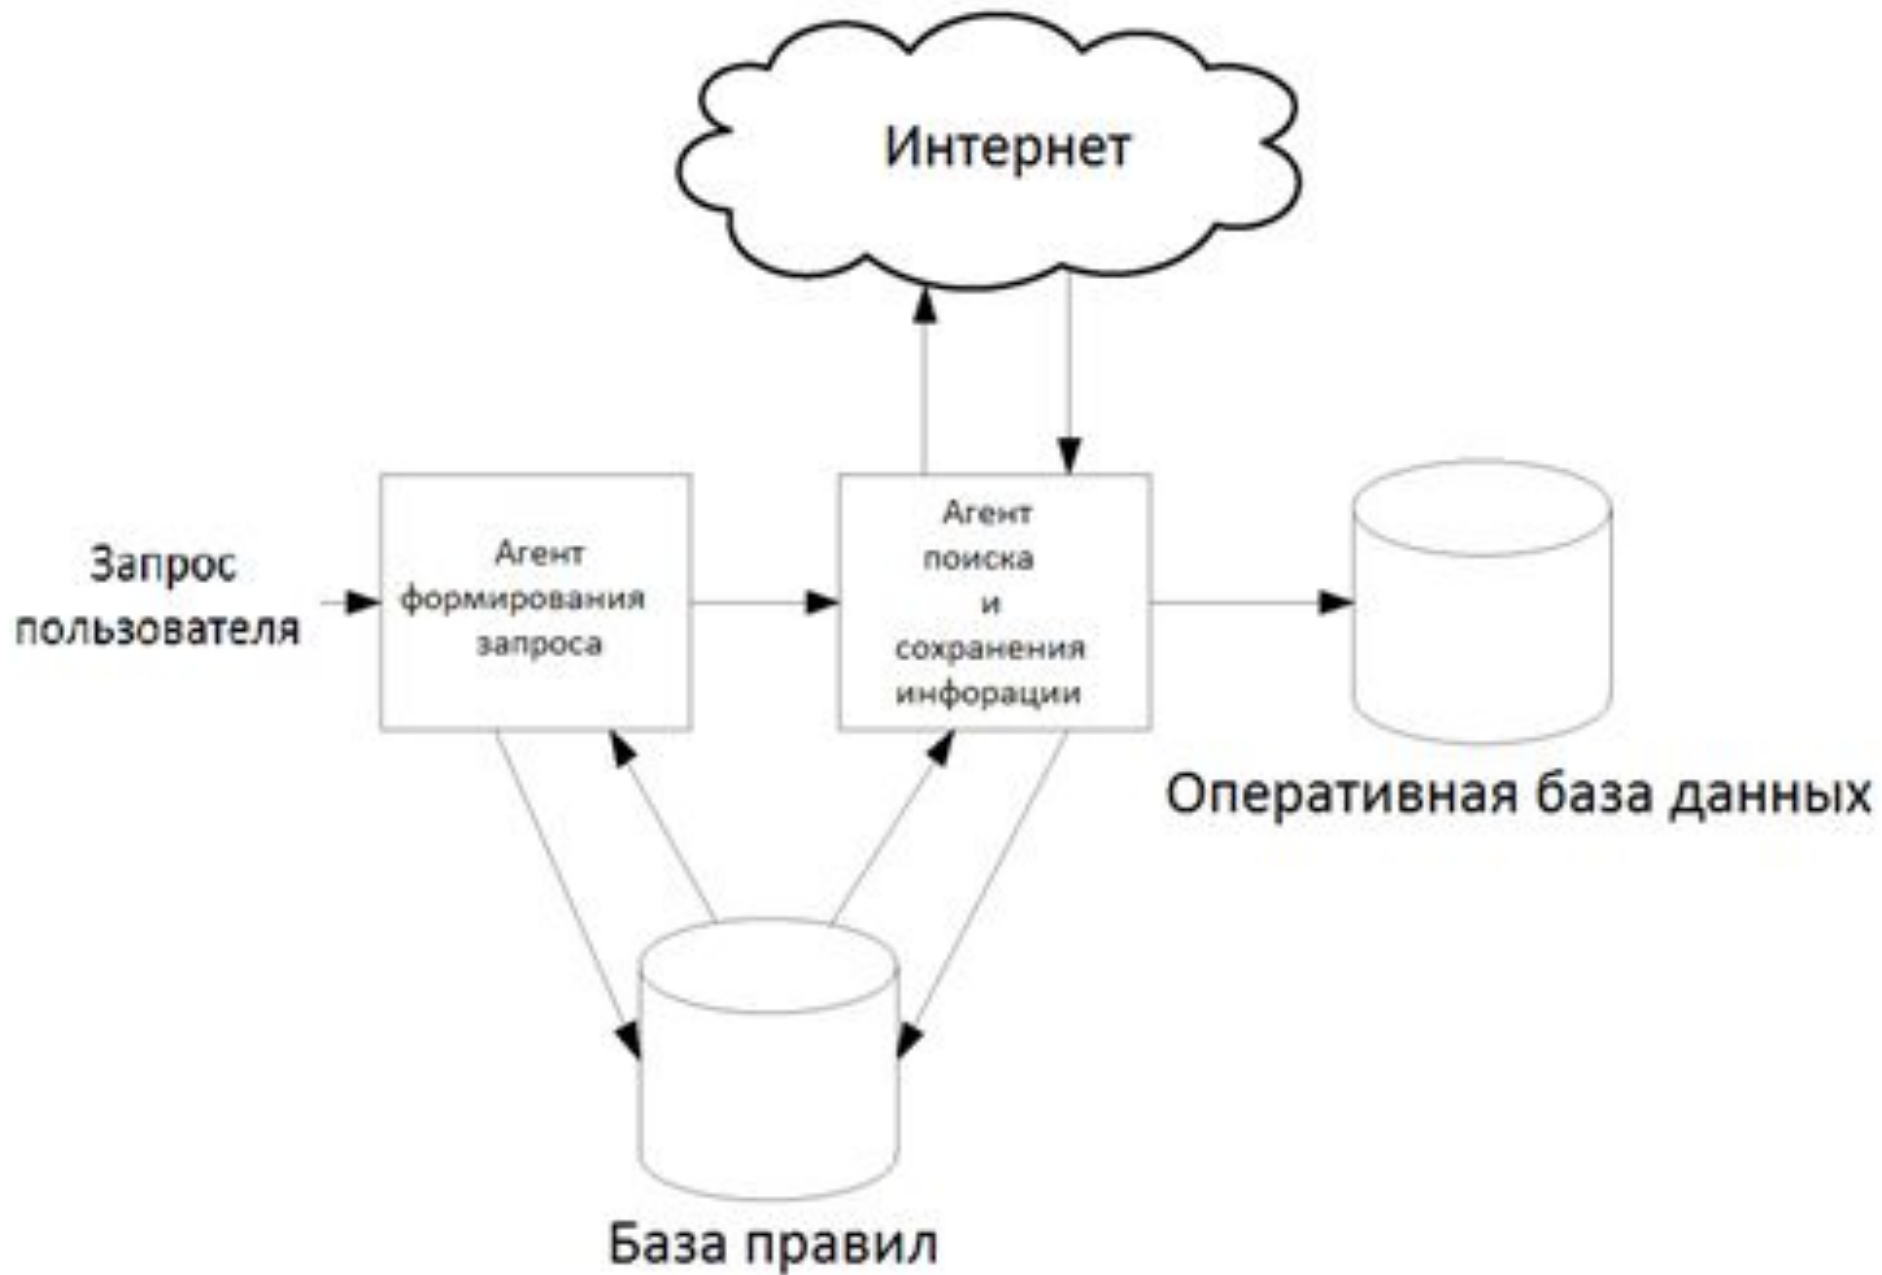 Интернет
Запрос
пользователя
Агент
формирования
запроса
Агент
поиска
и
сохранения
инфорации
Оперативная база данных
База правил